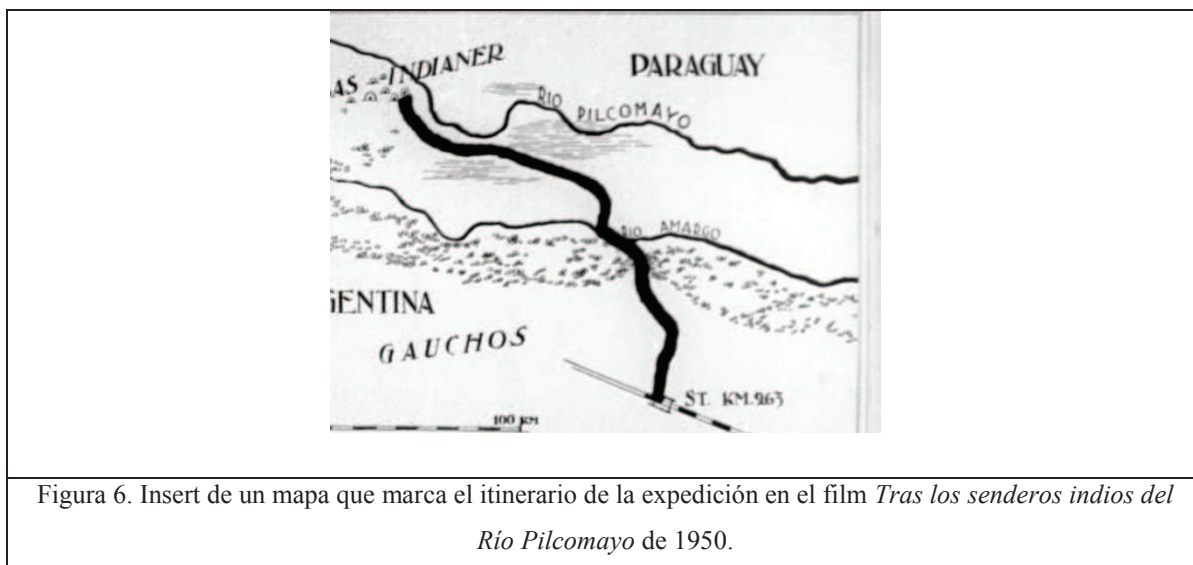 AS INDIANER
PARAGUAY
RIO PILCOMAYO
RIO AMARGO
GENTINA
GAUCHOS
ST. KM. 263
100 KM
Figura 6. Insert de un mapa que marca el itinerario de la expedición en el film Tras los senderos indios del
Río Pilcomayo de 1950.